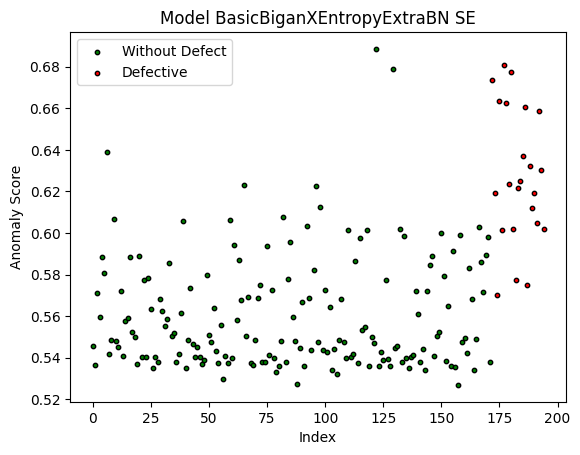 Model BasicBiganXEntropyExtraBN SE
Without Defect
Defective
Anomaly Score
0.68
0.66
0.64
0.62
0.60
0.58
0.56
0.54
0.52
0 25 50 75 100 125 150 175 200
Index